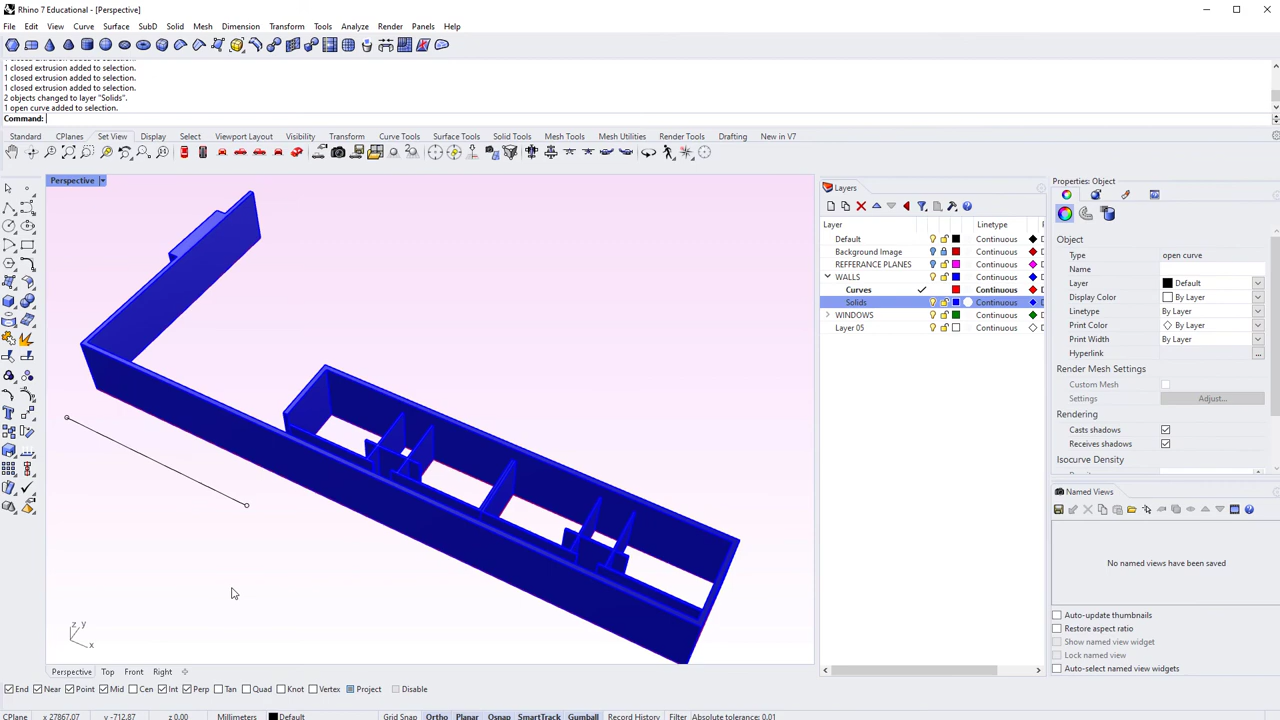 Rhino 7 Educational - [Perspective]
File Edit View Curve Surface SubD Solid Mesh Dimension Transform Tools Analyze Render Panels Help
1 closed extrusion added to selection.
1 closed extrusion added to selection.
1 closed extrusion added to selection.
2 objects changed to layer "Solids".
1 open curve added to selection.
Command:
Standard CPlanes Set View Display Select Viewport Layout Visibility Transform Curve Tools Surface Tools Solid Tools Mesh Tools Mesh Utilities Render Tools Drafting New in V7
Perspective
Layers
Layer Linetype
Default Continuous
Background Image Continuous
REFFERANCE PLANES Continuous
WALLS Continuous
Curves Continuous
Solids Continuous
WINDOWS Continuous
Layer 05 Continuous
Properties: Object
Object
Type open curve
Name
Layer Default
Display Color By Layer
Linetype By Layer
Print Color By Layer
Print Width By Layer
Hyperlink ...
Render Mesh Settings
Custom Mesh
Settings Adjust...
Rendering
Casts shadows
Receives shadows
Isocurve Density
Named Views
No named views have been saved
Auto-update thumbnails
Restore aspect ratio
Show named view widget
Lock named view
Auto-select named view widgets
z y
x
Perspective Top Front Right
End Near Point Mid Cen Int Perp Tan Quad Knot Vertex Project Disable
CPlane x 27867.07 y -712.87 z 0.00 Millimeters Default Grid Snap Ortho Planar Osnap SmartTrack Gumball Record History Filter Absolute tolerance: 0.01